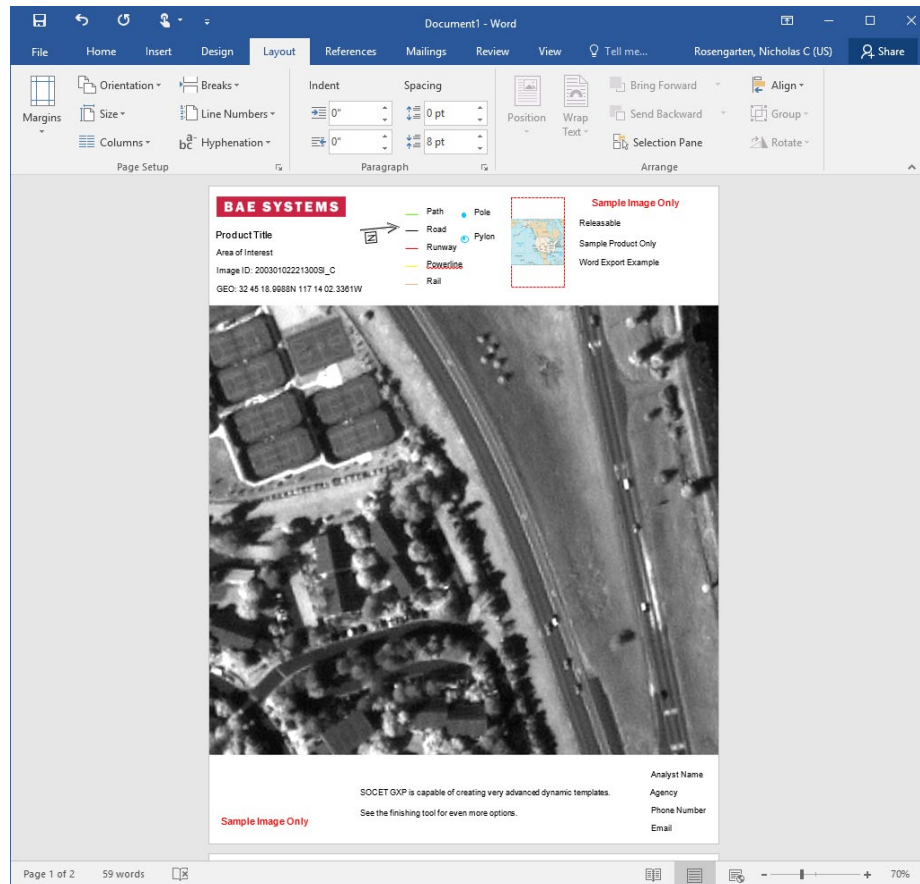 Document1 - Word
File Home Insert Design Layout References Mailings Review View Tell me... Rosengarten, Nicholas C (US) Share
Margins
Orientation
Size
Columns
Breaks
Line Numbers
Hyphenation
Page Setup
Indent
0"
0"
Spacing
0 pt
8 pt
Paragraph
Position
Wrap Text
Bring Forward
Send Backward
Selection Pane
Align
Group
Rotate
Arrange
BAE SYSTEMS
Product Title
Area of Interest
Image ID: 20030102221300SI_C
GEO: 32 45 18.9988N 117 14 02.3361W
N
Path
Road
Runway
Powerline
Rail
Pole
Pylon
Sample Image Only
Releasable
Sample Product Only
Word Export Example
Sample Image Only
SOCET GXP is capable of creating very advanced dynamic templates.
See the finishing tool for even more options.
Analyst Name
Agency
Phone Number
Email
Page 1 of 2 59 words 70%